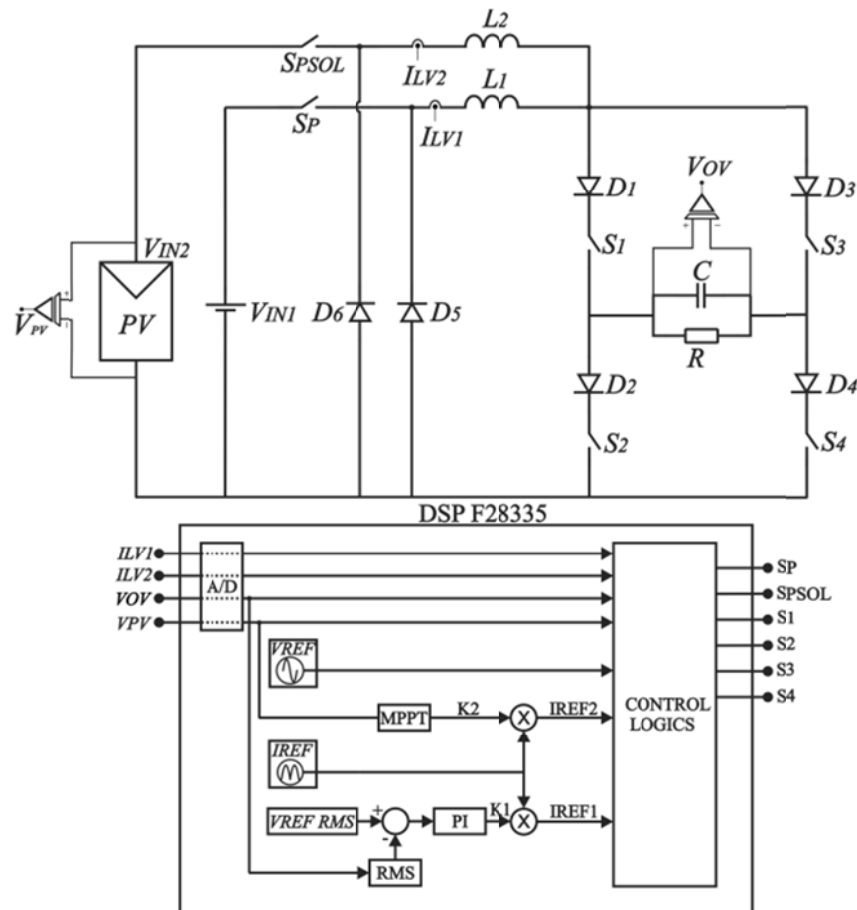 L2
SPSOL
ILV2
L1
SP
ILV1
VOV
D1
D3
+ −
S1
S3
VIN2
C
+
VPV
-
PV
VIN1
D6
D5
R
D2
D4
S2
S4
DSP F28335
ILV1
ILV2
A/D
VOV
VPV
SP
SPSOL
S1
S2
S3
S4
VREF
CONTROL
LOGICS
MPPT
K2
X
IREF2
IREF
VREF RMS
+
-
PI
K1
X
IREF1
RMS